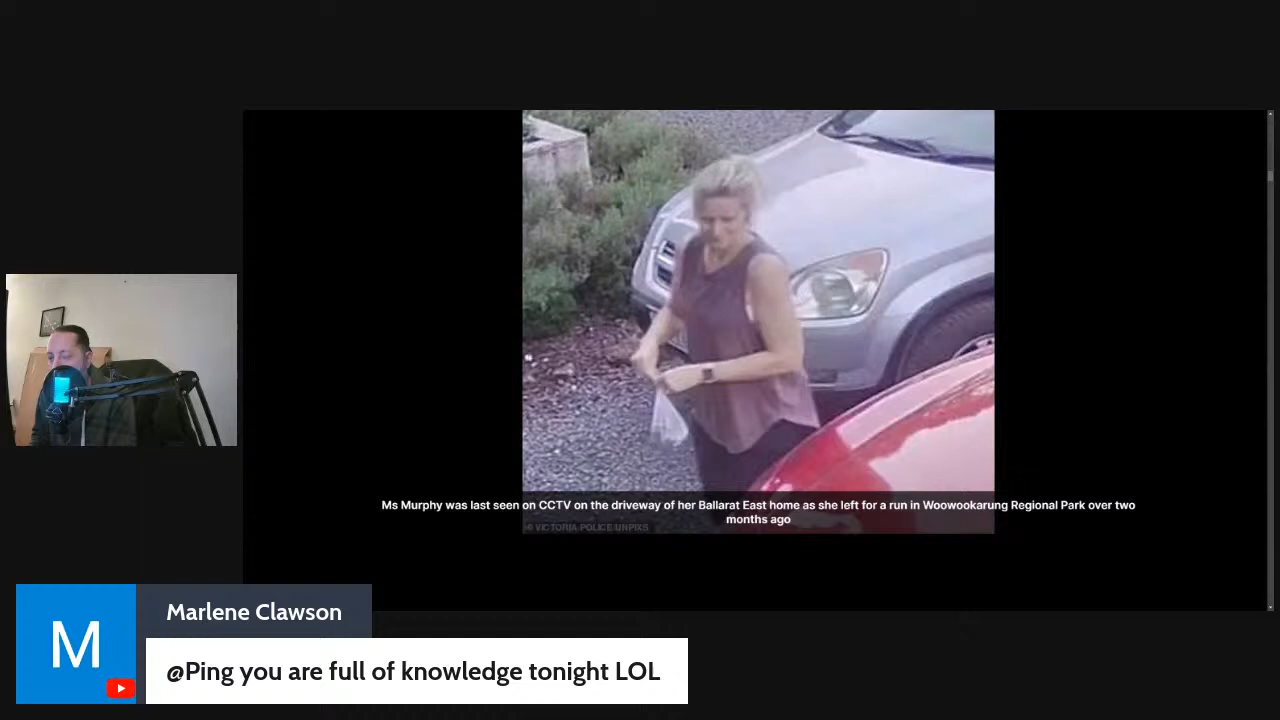 Ms Murphy was last seen on CCTV on the driveway of her Ballarat East home as she left for a run in Woowookarung Regional Park over two
months ago
© VICTORIA POLICE/UNPIXS
Marlene Clawson
M
@Ping you are full of knowledge tonight LOL